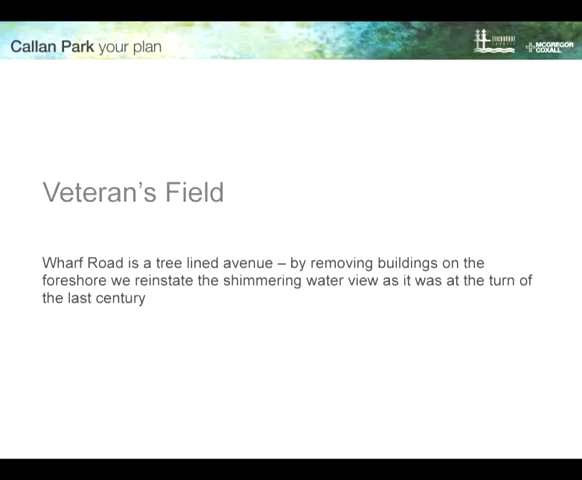 Callan Park your plan
MCGREGOR
COXALL
Veteran’s Field
Wharf Road is a tree lined avenue – by removing buildings on the
foreshore we reinstate the shimmering water view as it was at the turn of
the last century